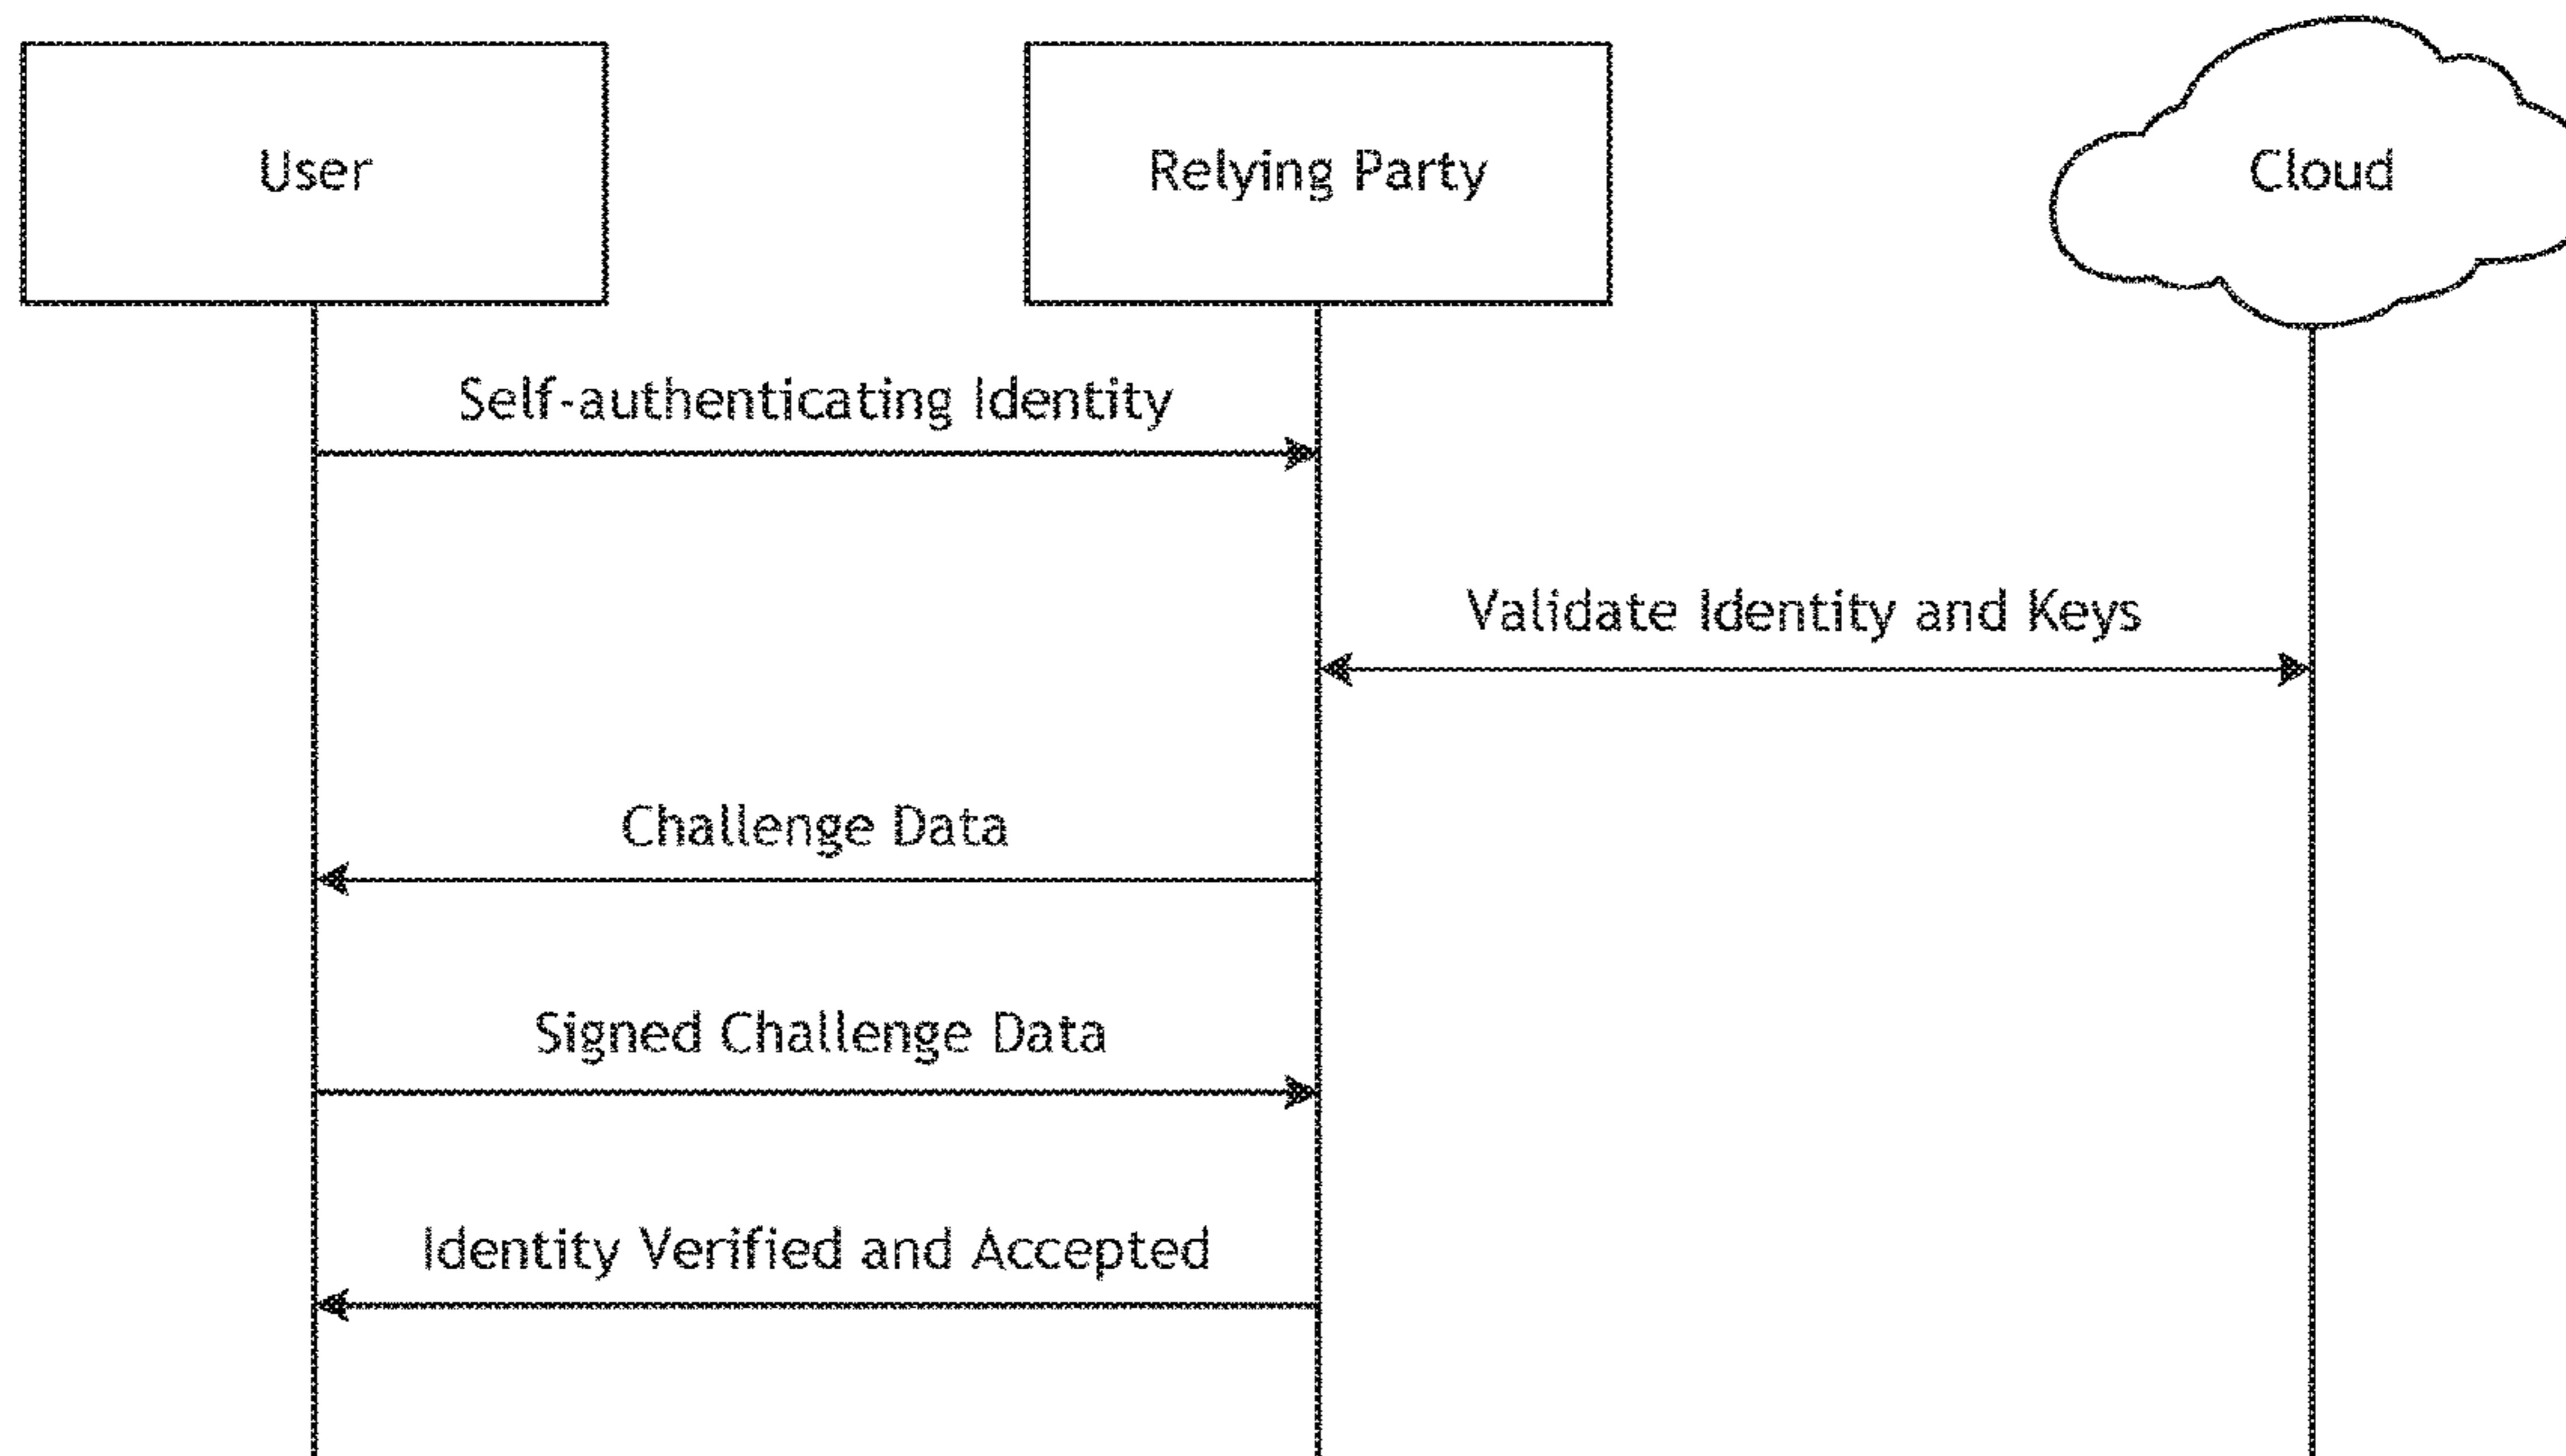 User
Relying Party
Cloud
Self-authenticating Identity
Validate Identity and Keys
Challenge Data
Signed Challenge Data
Identity Verified and Accepted